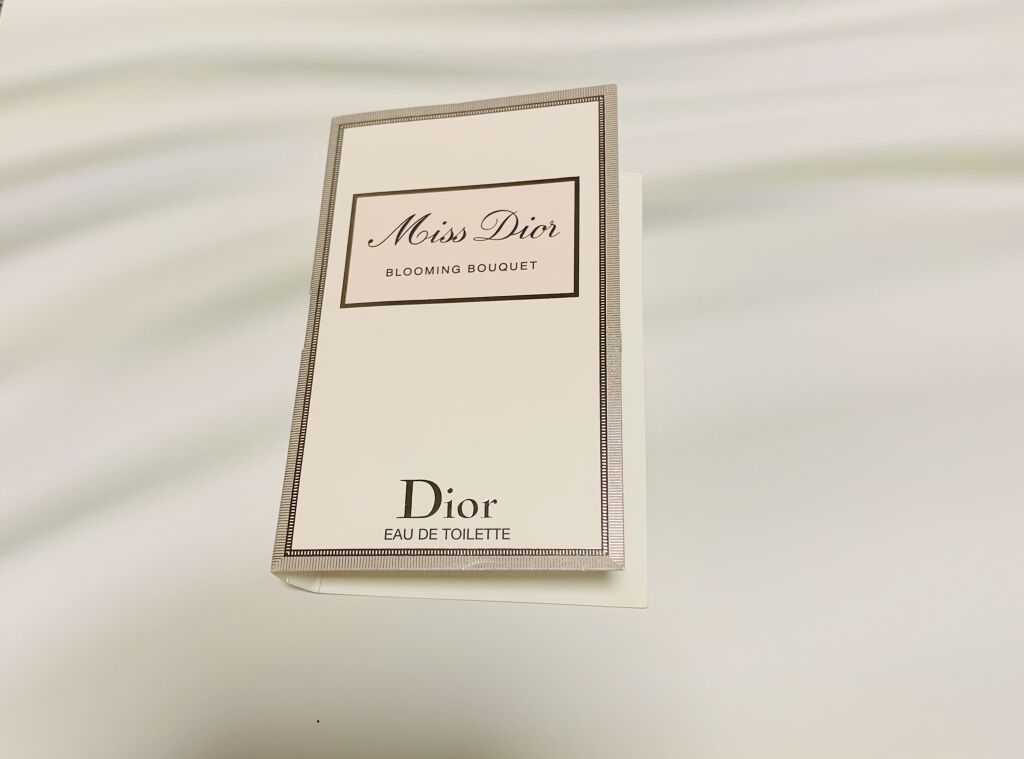 Miss Dior
BLOOMING BOUQUET
Dior
EAU DE TOILETTE